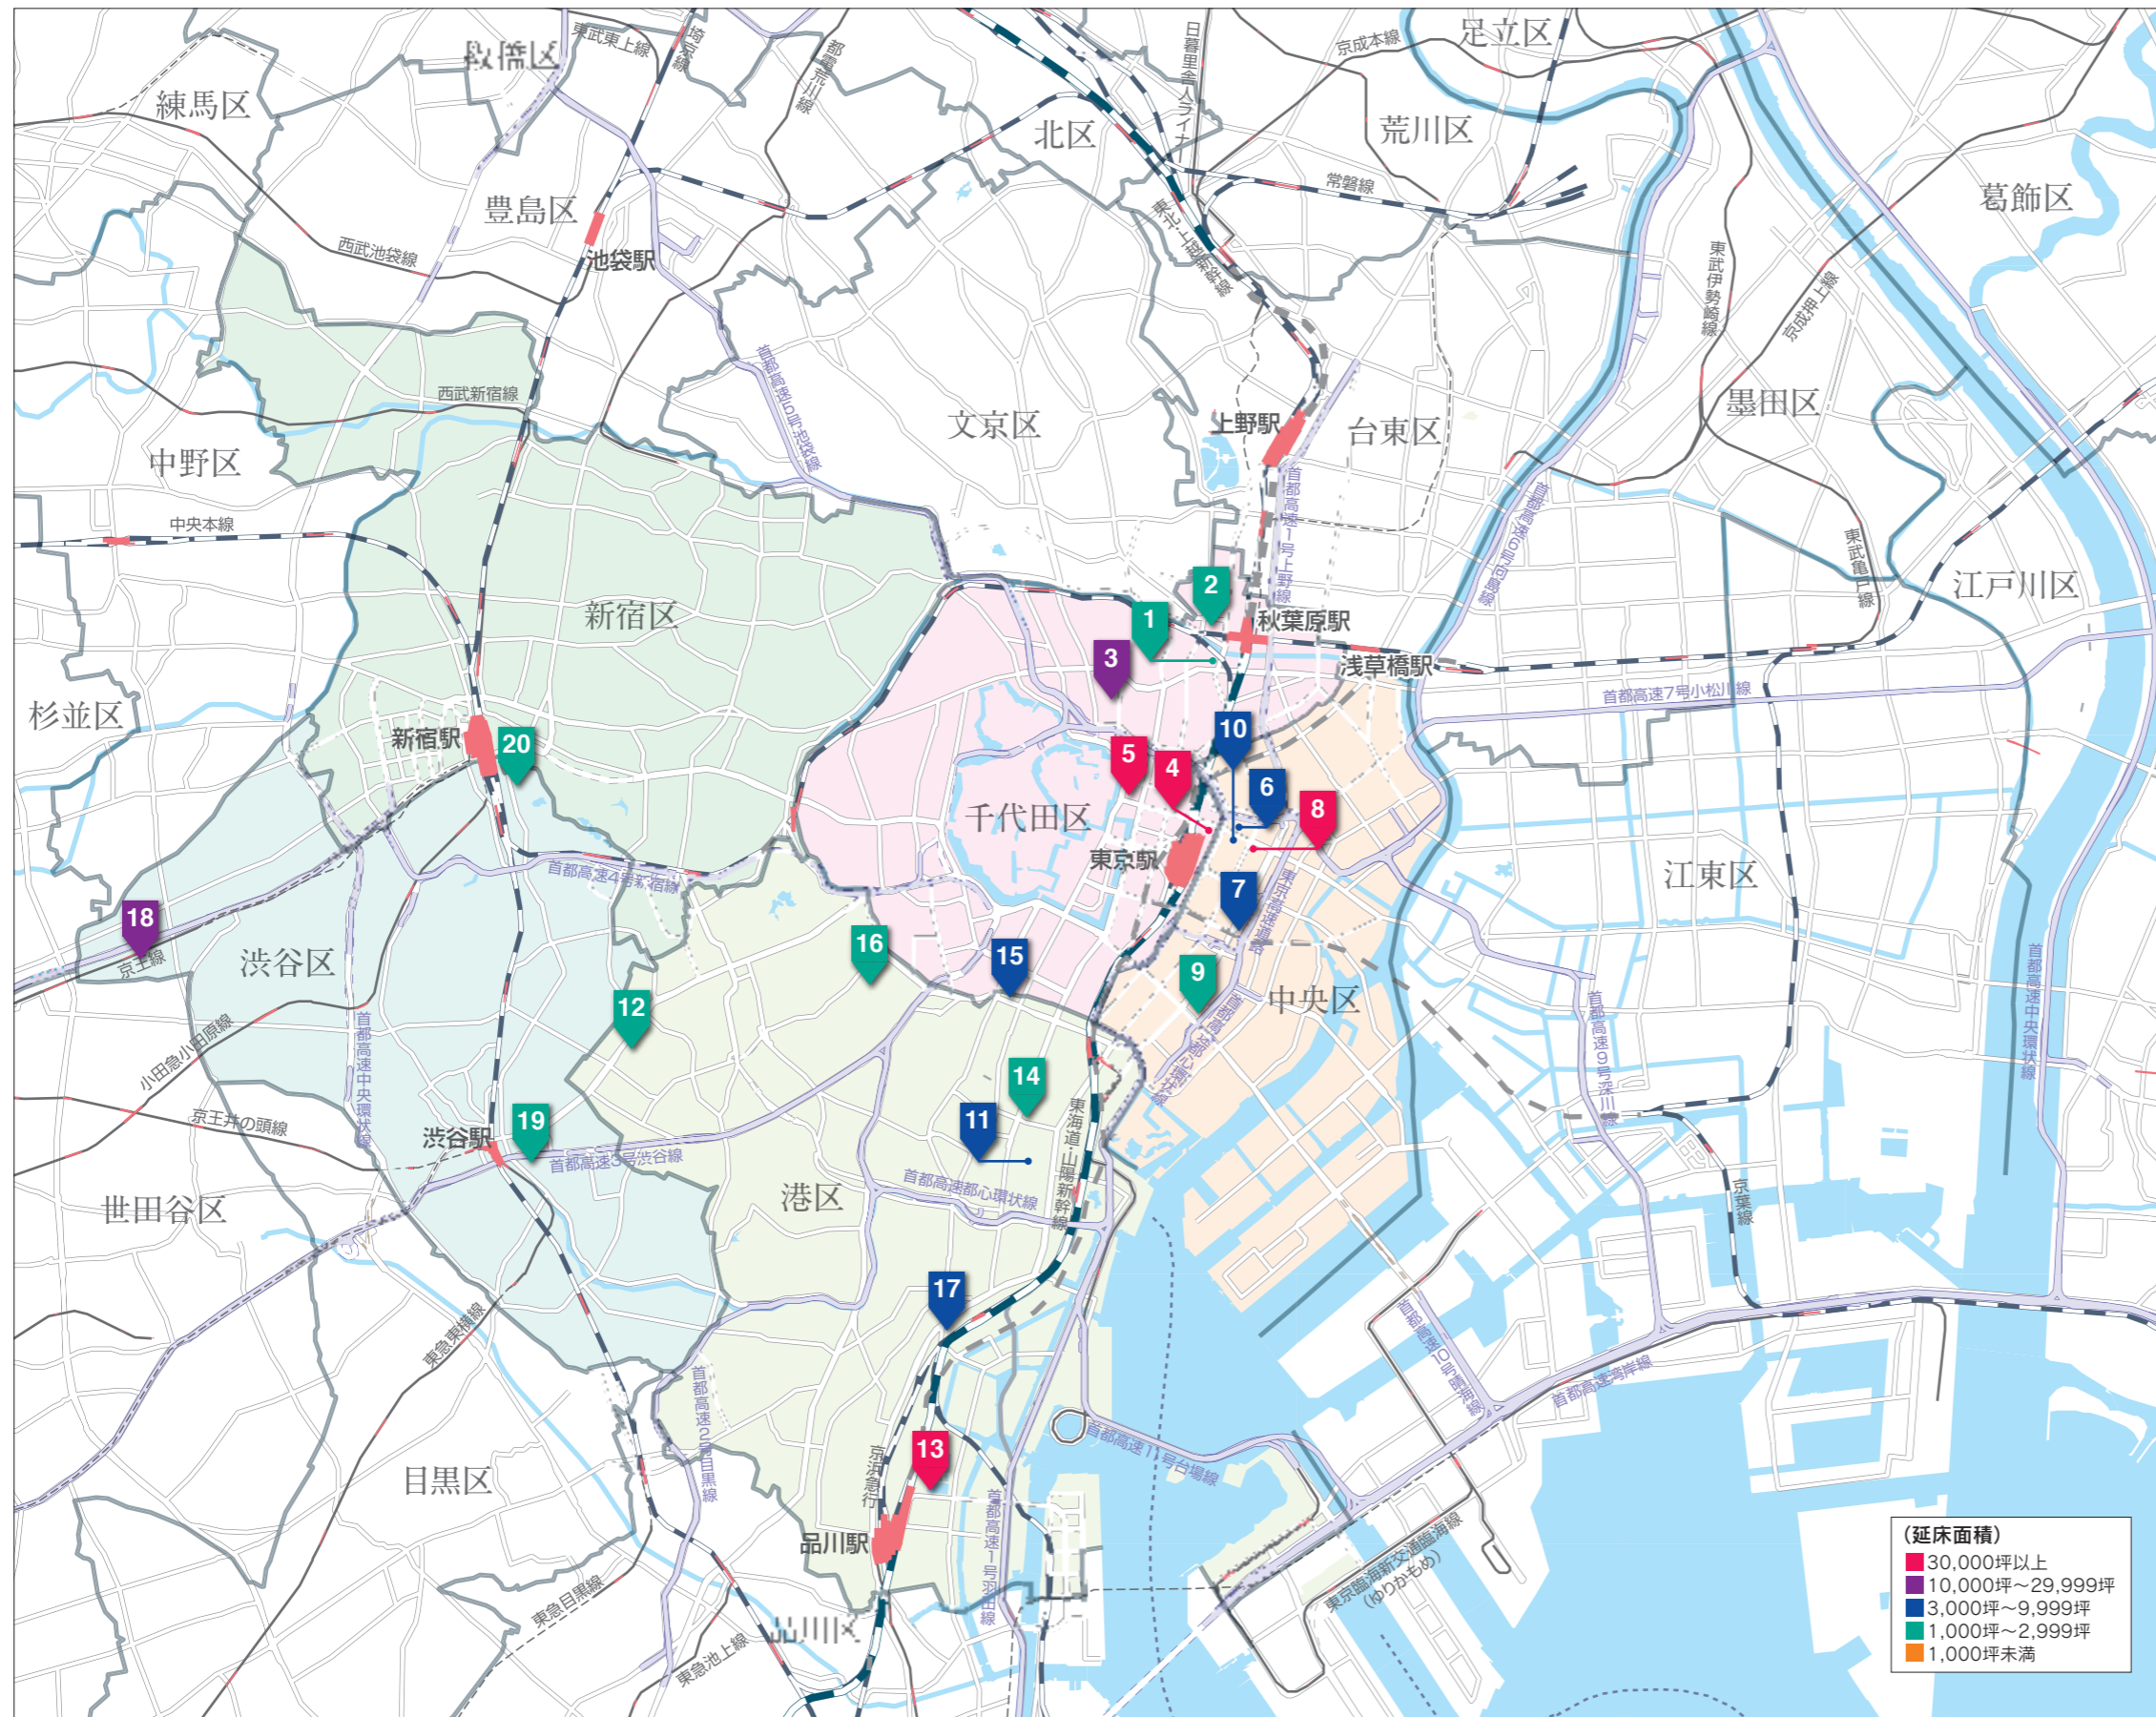 足立区
京成本線
東武東上線
埼京線
都電荒川線
日暮里舎人ライナー
練馬区
北区
荒川区
常磐線
葛飾区
豊島区
池袋駅
西武池袋線
東北・上越新幹線
東武伊勢崎線
京成押上線
首都高速5号池袋線
西武新宿線
文京区
上野駅
台東区
墨田区
中野区
首都高速1号上野線
首都高速6号向島線
中央本線
東武亀戸線
江戸川区
新宿区
2
1
秋葉原駅
3
浅草橋駅
首都高速7号小松川線
杉並区
新宿駅
20
10
5
4
6
8
千代田区
東京駅
江東区
首都高速4号新宿線
7
東京高速道路
18
京王線
渋谷区
16
15
9
中央区
12
首都高速都心環状線
首都高速9号深川線
首都高速中央環状線
小田急小田原線
首都高速中央環状線
京王井の頭線
14
11
東海道・山陽新幹線
渋谷駅
19
首都高速3号渋谷線
首都高速都心環状線
港区
京葉線
世田谷区
17
東急東横線
首都高速10号晴海線
首都高速湾岸線
首都高速2号目黒線
目黒区
13
京浜急行
首都高速11号台場線
首都高速1号羽田線
品川駅
東京臨海新交通臨海線
(ゆりかもめ)
東急目黒線
品川区
東急池上線
(延床面積)
30,000坪以上
10,000坪～29,999坪
3,000坪～9,999坪
1,000坪～2,999坪
1,000坪未満